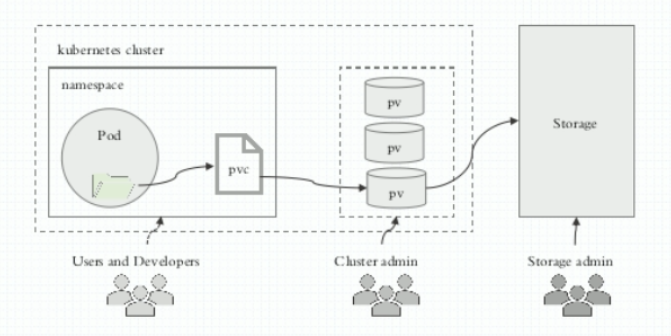 kubernetes cluster
namespace
Pod
pvc
pv
pv
pv
Storage
Users and Developers
Cluster admin
Storage admin